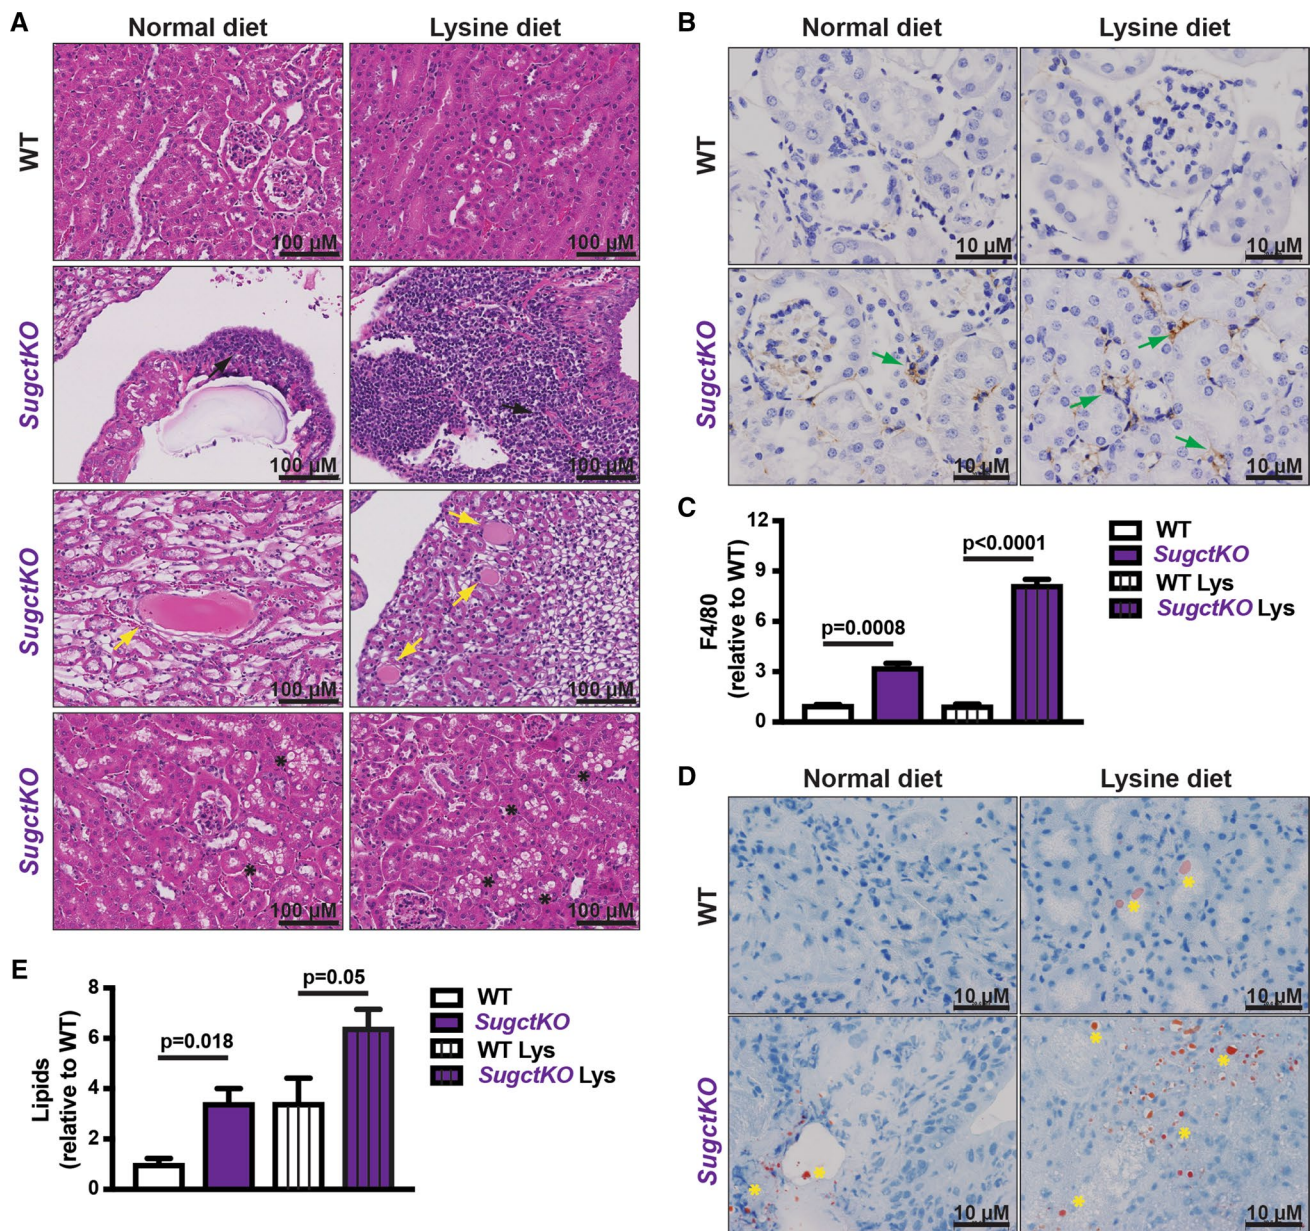 A
Normal diet
Lysine diet
WT
100 µM
100 µM
SugctKO
100 µM
100 µM
SugctKO
100 µM
100 µM
SugctKO
*
*
100 µM
*
*
*
*
100 µM
B
Normal diet
Lysine diet
WT
10 µM
10 µM
SugctKO
10 µM
10 µM
C
F4/80
(relative to WT)
12
9
6
3
0
p=0.0008
p<0.0001
WT
SugctKO
WT Lys
SugctKO Lys
D
Normal diet
Lysine diet
WT
10 µM
*
*
10 µM
SugctKO
*
*
10 µM
*
*
*
*
10 µM
E
Lipids
(relative to WT)
8
6
4
2
0
p=0.018
p=0.05
WT
SugctKO
WT Lys
SugctKO Lys